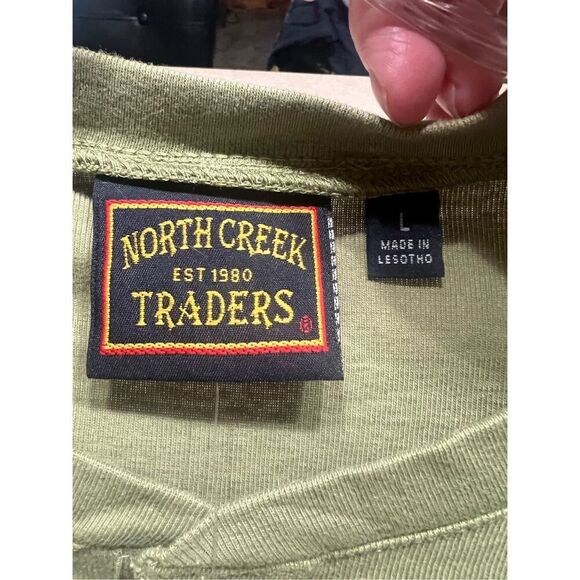 NORTH CREEK
EST 1980
TRADERS ®
L
MADE IN
LESOTHO